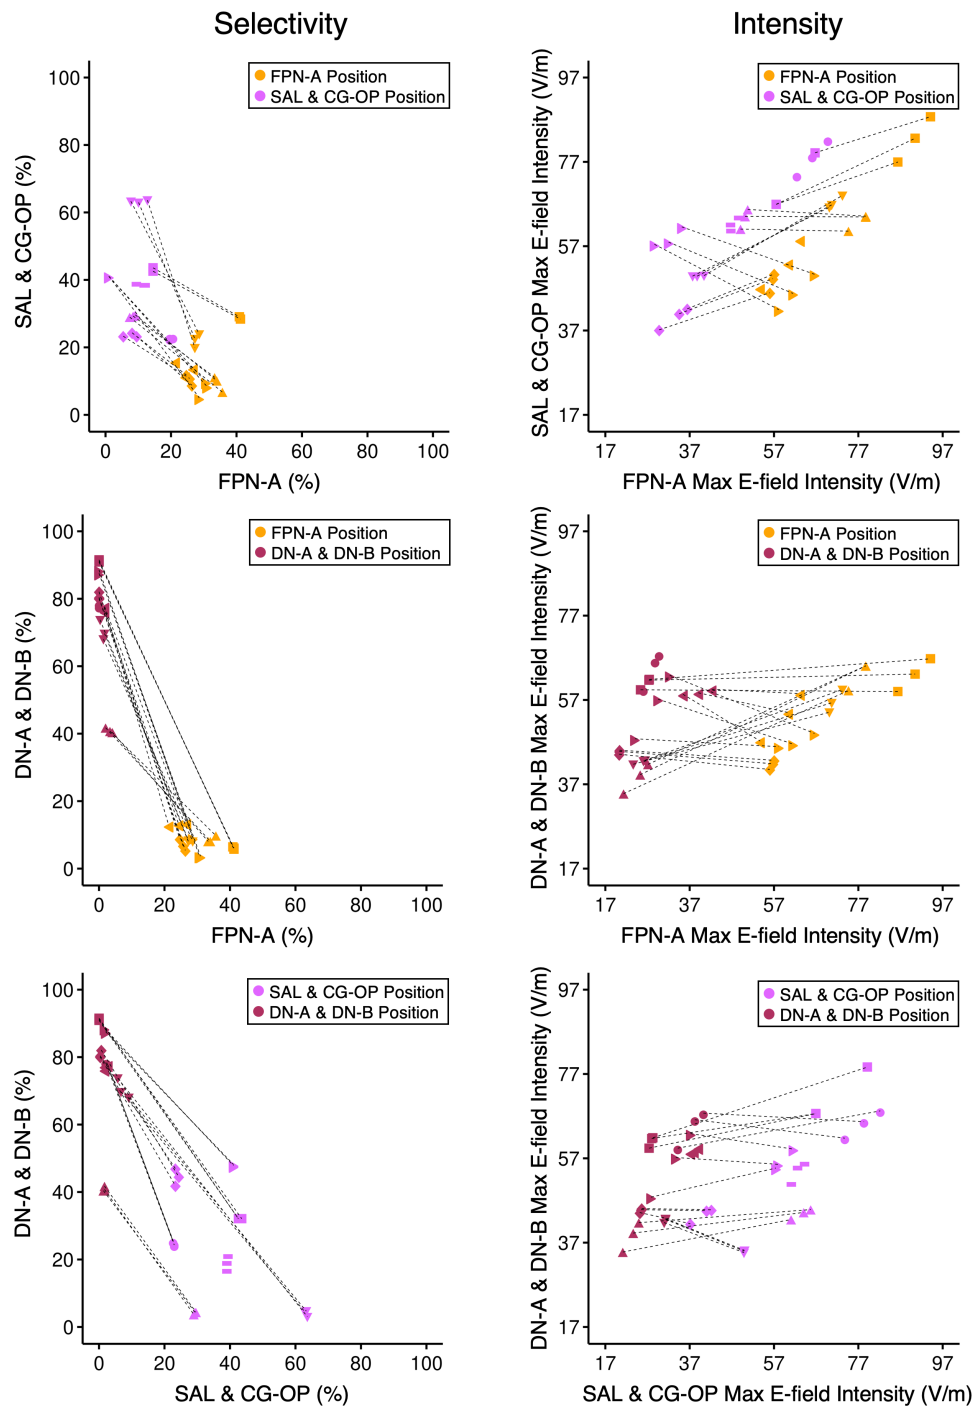 Selectivity
Intensity
SAL & CG-OP (%)
100
80
60
40
20
0
FPN-A Position
SAL & CG-OP Position
0 20 40 60 80 100
FPN-A (%)
SAL & CG-OP Max E-field Intensity (V/m)
97
77
57
37
17
FPN-A Position
SAL & CG-OP Position
17 37 57 77 97
FPN-A Max E-field Intensity (V/m)
DN-A & DN-B (%)
100
80
60
40
20
0
FPN-A Position
DN-A & DN-B Position
0 20 40 60 80 100
FPN-A (%)
DN-A & DN-B Max E-field Intensity (V/m)
97
77
57
37
17
FPN-A Position
DN-A & DN-B Position
17 37 57 77 97
FPN-A Max E-field Intensity (V/m)
DN-A & DN-B (%)
100
80
60
40
20
0
SAL & CG-OP Position
DN-A & DN-B Position
0 20 40 60 80 100
SAL & CG-OP (%)
DN-A & DN-B Max E-field Intensity (V/m)
97
77
57
37
17
SAL & CG-OP Position
DN-A & DN-B Position
17 37 57 77 97
SAL & CG-OP Max E-field Intensity (V/m)